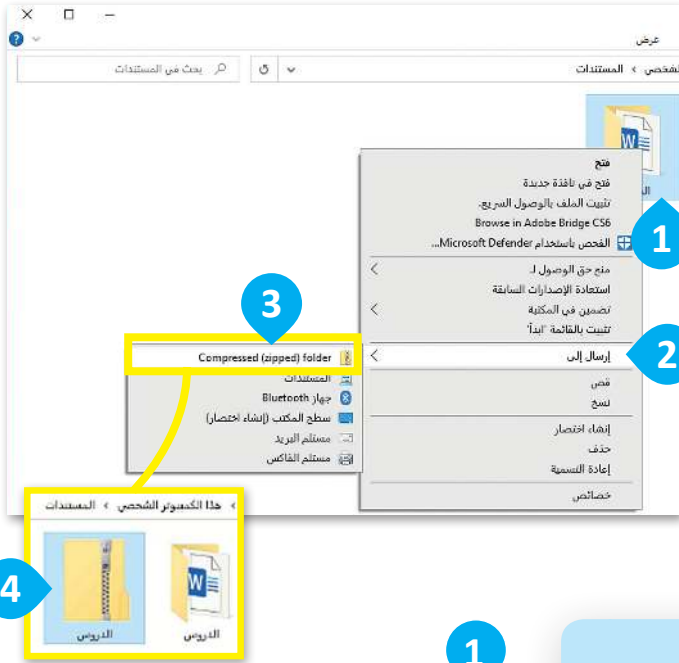 عرض
الشخصي › المستندات
بحث في المستندات
1
فتح
فتح في نافذة جديدة
تثبيت الملف بالوصول السريع.
Browse in Adobe Bridge CS6
الفحص باستخدام Microsoft Defender...
منح حق الوصول لـ
استعادة الإصدارات السابقة
تضمين في المكتبة
تثبيت بالقائمة "ابدأ"
2
إرسال إلى
قص
نسخ
إنشاء اختصار
حذف
إعادة التسمية
خصائص
3
Compressed (zipped) folder
المستندات
جهاز Bluetooth
سطح المكتب (إنشاء اختصار)
مستلم البريد
مستلم الفاكس
› هذا الكمبيوتر الشخصي › المستندات
4
الدروس
الدروس
1